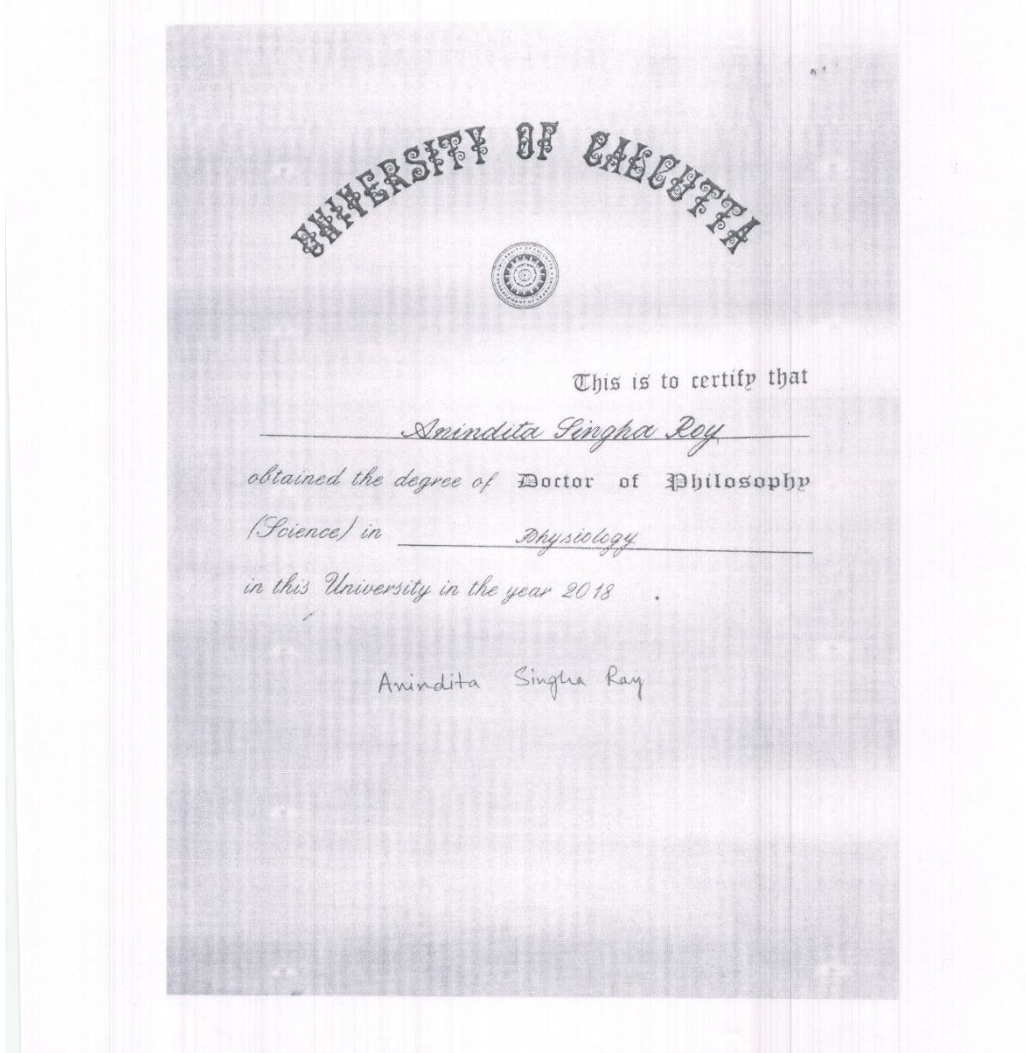 UNIVERSITY OF CALCUTTA
This is to certify that
Anindita Singha Roy
obtained the degree of Doctor of Philosophy
(Science) in Physiology
in this University in the year 2018
Anindita Singha Ray